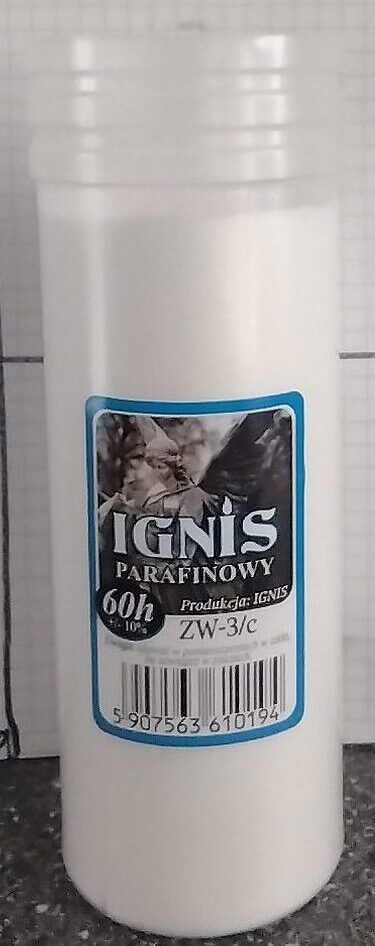 IGNiS
PARAFINOWY
60h
+/- 10%
Produkcja: IGNIS
ZW-3/c
5 907563 610194